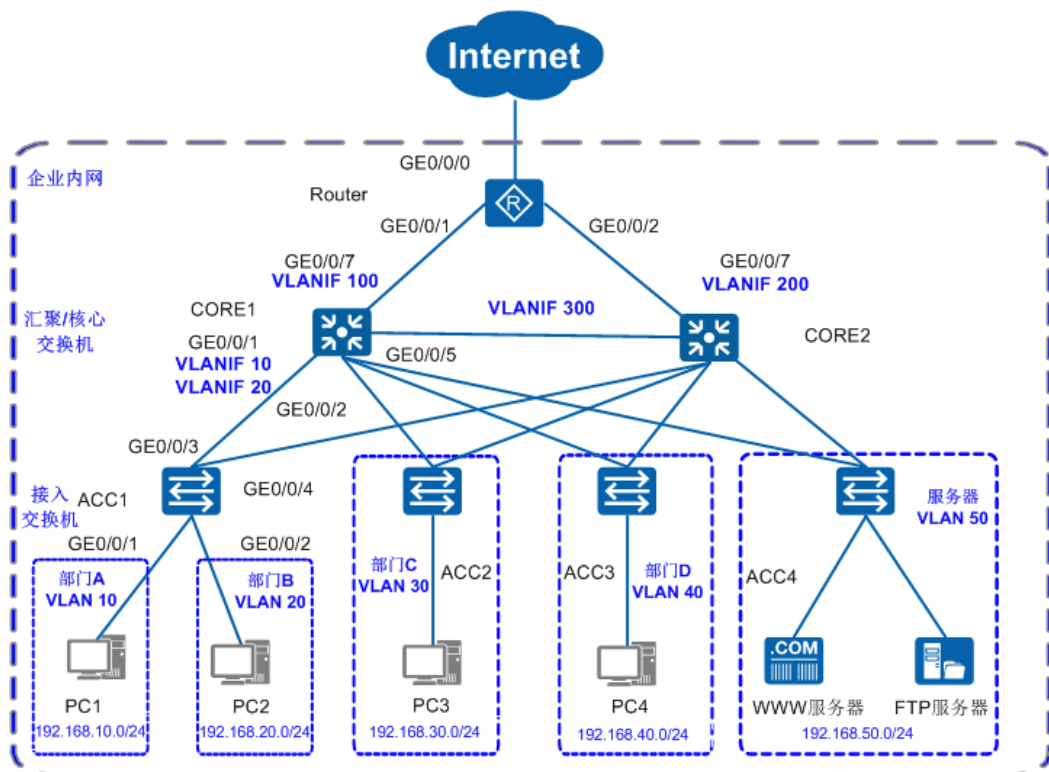 Internet
企业内网
GE0/0/0
Router
GE0/0/1
GE0/0/2
GE0/0/7
VLANIF 100
GE0/0/7
VLANIF 200
VLANIF 300
汇聚/核心
交换机
CORE1
CORE2
GE0/0/1
VLANIF 10
VLANIF 20
GE0/0/5
GE0/0/2
GE0/0/3
GE0/0/4
接入
交换机
ACC1
GE0/0/1
GE0/0/2
服务器
VLAN 50
部门A
VLAN 10
部门B
VLAN 20
部门C
VLAN 30
ACC2
ACC3
部门D
VLAN 40
ACC4
.COM
PC1
PC2
PC3
PC4
WWW服务器
FTP服务器
192.168.10.0/24
192.168.20.0/24
192.168.30.0/24
192.168.40.0/24
192.168.50.0/24
R